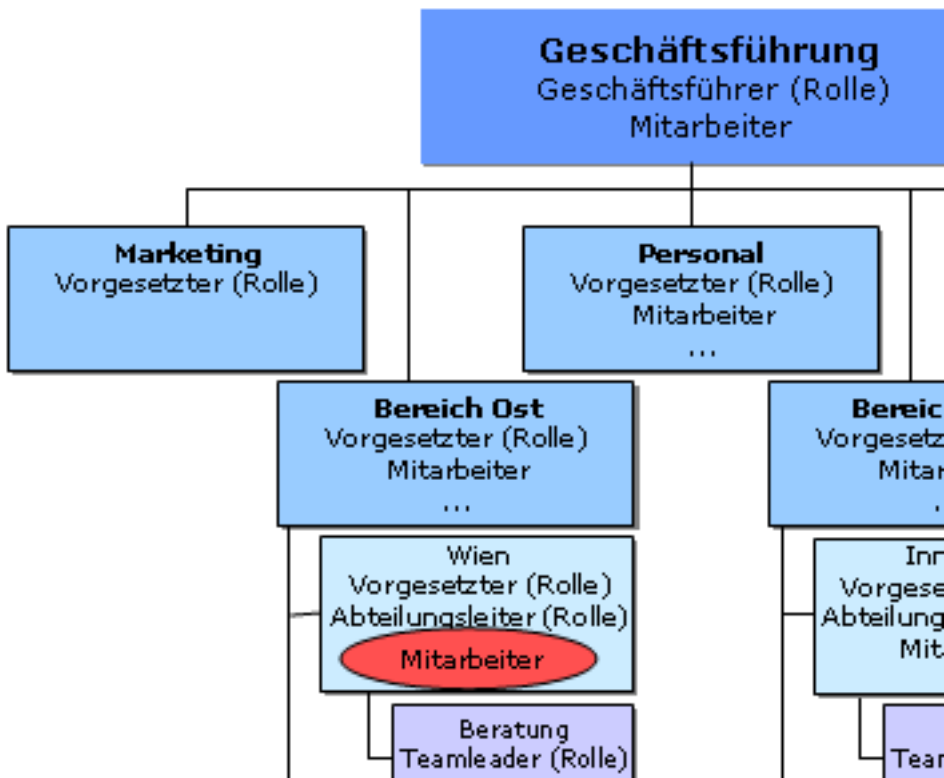 Geschäftsführung
Geschäftsführer (Rolle)
Mitarbeiter
Marketing
Vorgesetzter (Rolle)
Personal
Vorgesetzter (Rolle)
Mitarbeiter
...
Bereich Ost
Vorgesetzter (Rolle)
Mitarbeiter
...
Wien
Vorgesetzter (Rolle)
Abteilungsleiter (Rolle)
Mitarbeiter
Beratung
Teamleader (Rolle)